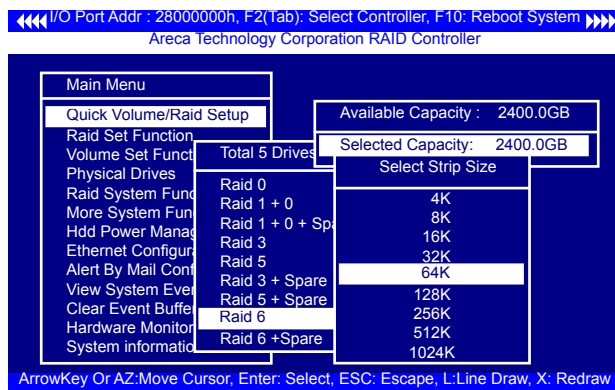 I/O Port Addr : 28000000h, F2(Tab): Select Controller, F10: Reboot System
Areca Technology Corporation RAID Controller
Main Menu
Quick Volume/Raid Setup
Raid Set Function
Volume Set Funct
Physical Drives
Raid System Func
More System Fun
Hdd Power Manag
Ethernet Configur
Alert By Mail Conf
View System Even
Clear Event Buffe
Hardware Monitor
System informatio
Total 5 Drives
Raid 0
Raid 1 + 0
Raid 1 + 0 + Spa
Raid 3
Raid 5
Raid 3 + Spare
Raid 5 + Spare
Raid 6
Raid 6 +Spare
Available Capacity : 2400.0GB
Selected Capacity: 2400.0GB
Select Strip Size
4K
8K
16K
32K
64K
128K
256K
512K
1024K
ArrowKey Or AZ:Move Cursor, Enter: Select, ESC: Escape, L:Line Draw, X: Redraw